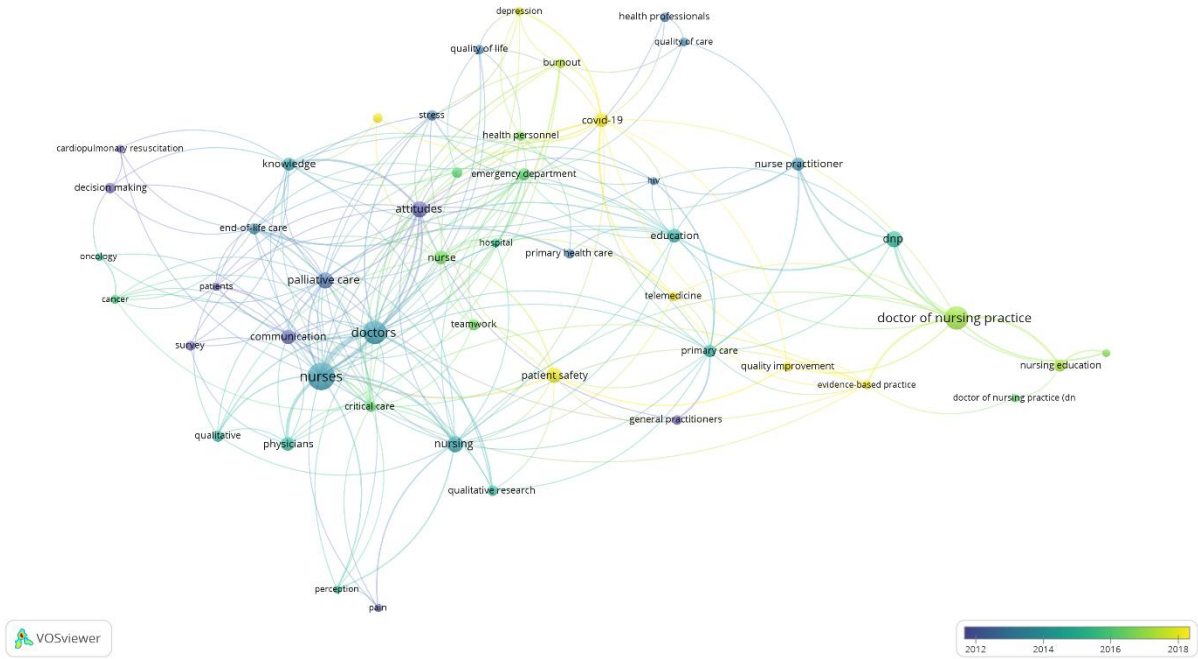 depression
health professionals
quality of life
quality of care
burnout
stress
covid-19
health personnel
cardiopulmonary resuscitation
knowledge
nurse practitioner
emergency department
hiv
decision making
attitudes
end-of-life care
education
dnp
hospital
oncology
nurse
primary health care
palliative care
patients
telemedicine
cancer
doctor of nursing practice
teamwork
doctors
communication
survey
primary care
quality improvement
nursing education
nurses
patient safety
evidence-based practice
doctor of nursing practice (dn
critical care
general practitioners
qualitative
physicians
nursing
qualitative research
perception
pain
VOSviewer
2012
2014
2016
2018